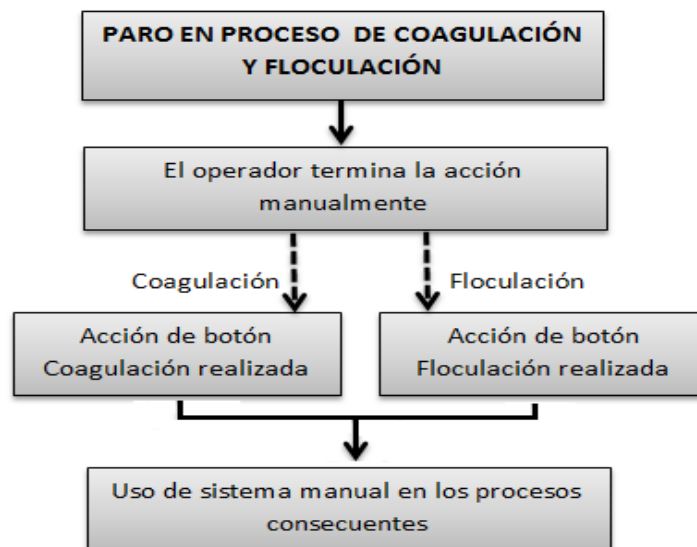 PARO EN PROCESO DE COAGULACIÓN
Y FLOCULACIÓN
El operador termina la acción
manualmente
Coagulación
Floculación
Acción de botón
Coagulación realizada
Acción de botón
Floculación realizada
Uso de sistema manual en los procesos
consecuentes